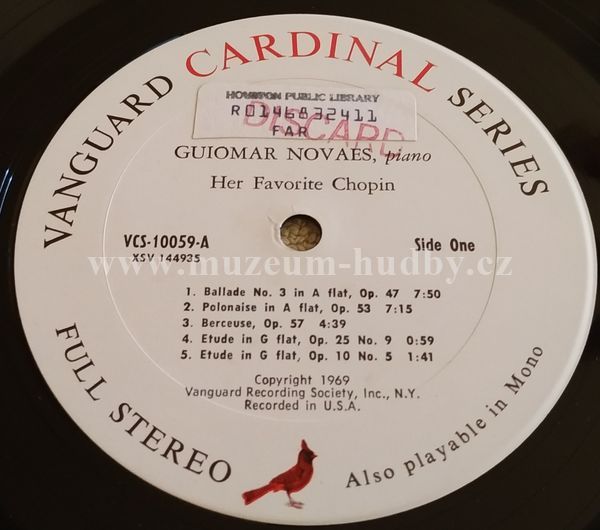 VANGUARD CARDINAL SERIES
HOUSTON PUBLIC LIBRARY
R0146832411
FAR
DISCARD
GUIOMAR NOVAES, piano
Her Favorite Chopin
VCS-10059-A Side One
XSV 144935
www.muzeum-hudby.cz
1. Ballade No. 3 in A flat, Op. 47 7:50
2. Polonaise in A flat, Op. 53 7:15
3. Berceuse, Op. 57 4:39
4. Etude in G flat, Op. 25 No. 9 0:59
5. Etude in G flat, Op. 10 No. 5 1:41
Copyright 1969
Vanguard Recording Society, Inc., N.Y.
Recorded in U.S.A.
FULL STEREO
Also playable in Mono